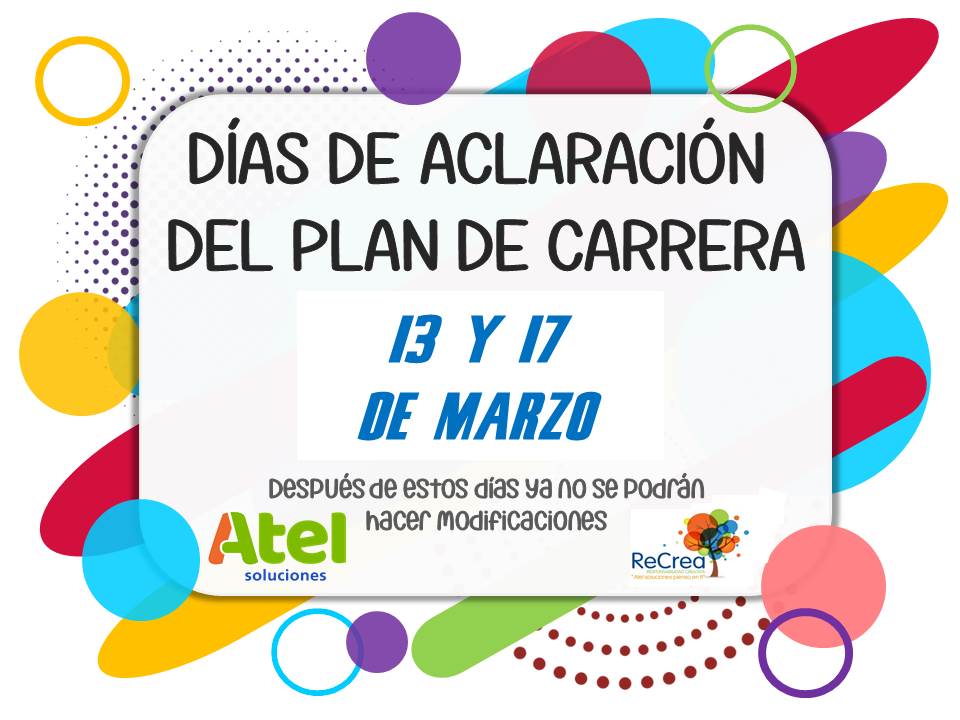 DÍAS DE ACLARACIÓN
DEL PLAN DE CARRERA
13 Y 17
DE MARZO
DESPUÉS DE ESTOS DÍAS YA NO SE PODRÁN
HACER MODIFICACIONES
Atel
soluciones
ReCrea